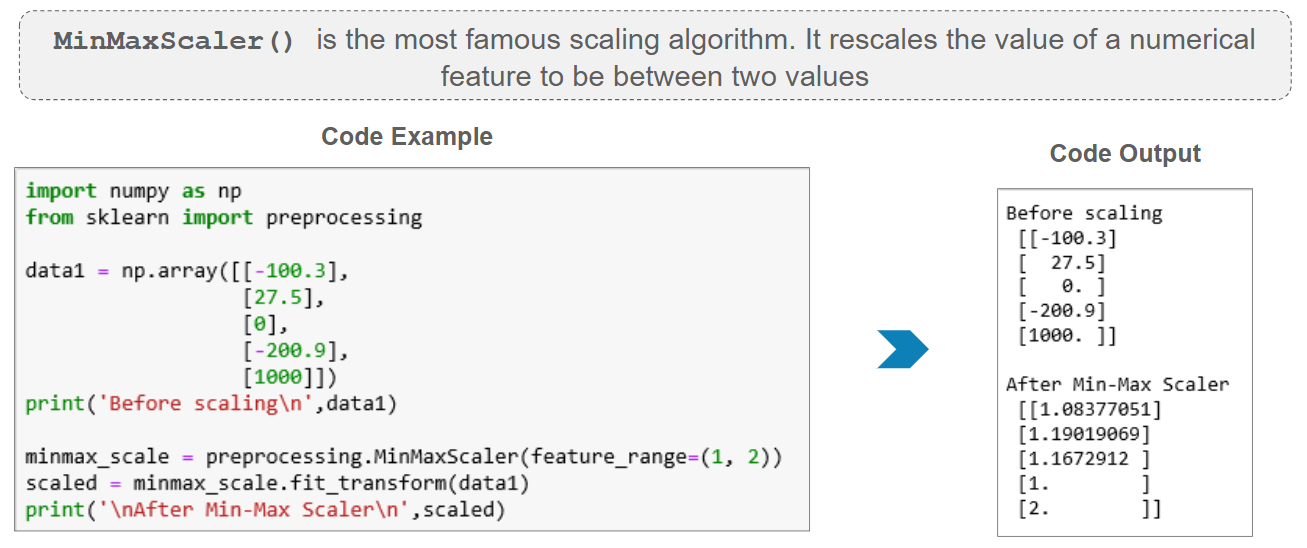 MinMaxScaler() is the most famous scaling algorithm. It rescales the value of a numerical
feature to be between two values
Code Example
import numpy as np
from sklearn import preprocessing
data1 = np.array([[-100.3],
[27.5],
[0],
[-200.9],
[1000]])
print('Before scaling\n',data1)
minmax_scale = preprocessing.MinMaxScaler(feature_range=(1, 2))
scaled = minmax_scale.fit_transform(data1)
print('\nAfter Min-Max Scaler\n',scaled)
Code Output
Before scaling
[[-100.3]
[  27.5]
[   0. ]
[-200.9]
[1000. ]]
After Min-Max Scaler
[[1.08377051]
[1.19019069]
[1.1672912 ]
[1.        ]
[2.        ]]